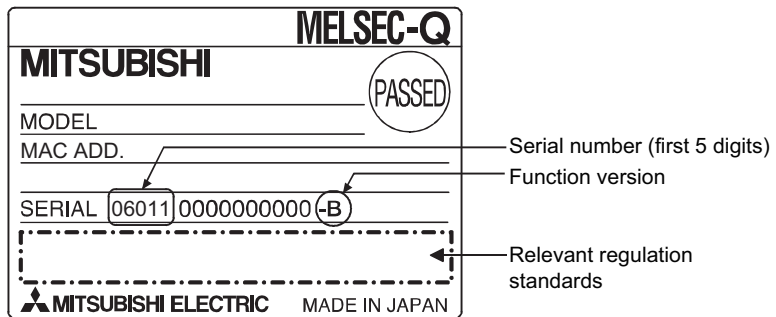 MELSEC-Q
MITSUBISHI
PASSED
MODEL
MAC ADD.
Serial number (first 5 digits)
Function version
SERIAL 06011 0000000000 -B
Relevant regulation
standards
MITSUBISHI ELECTRIC MADE IN JAPAN